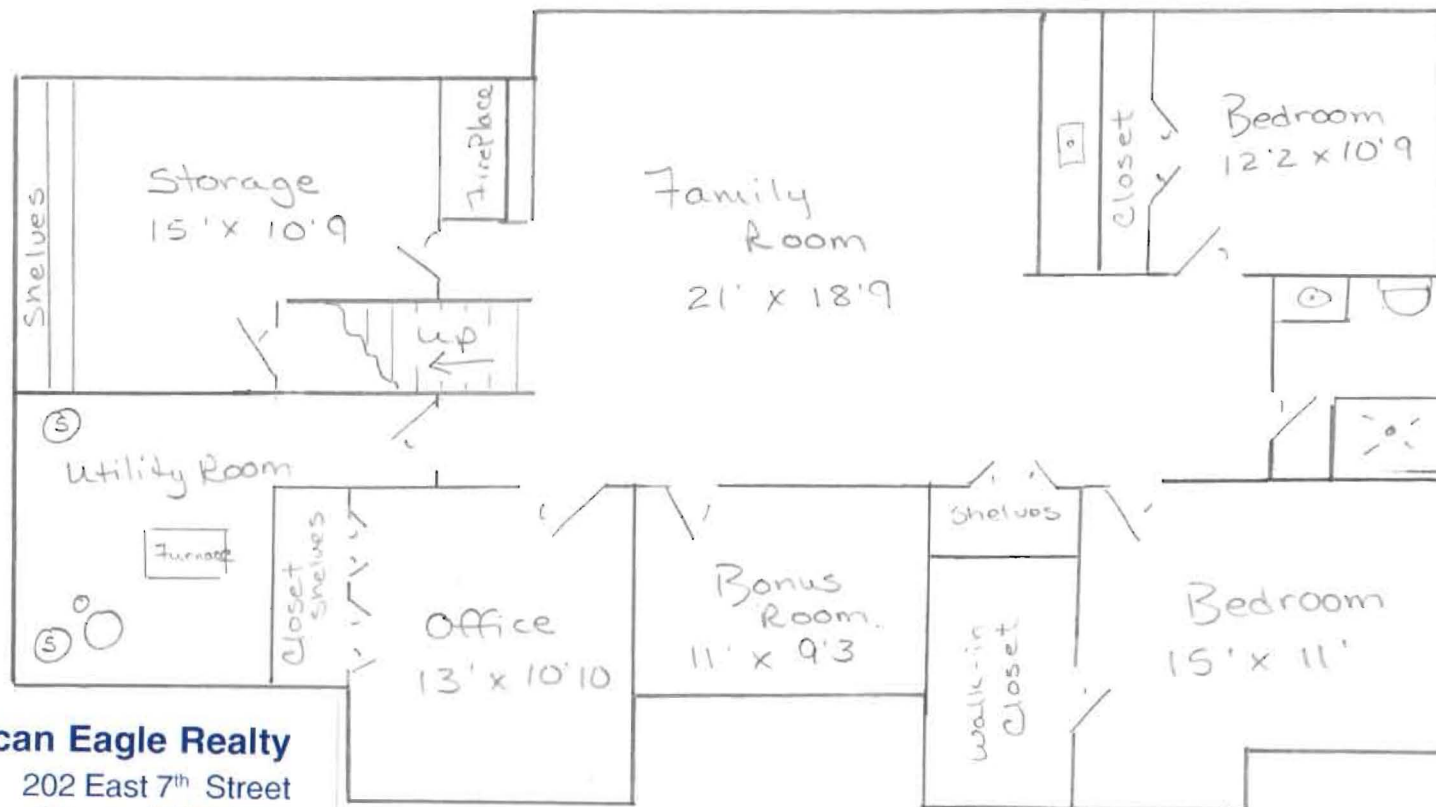 Shelves
Storage
15' x 10'9
FirePlace
Family
Room
21' x 18'9
Closet
Bedroom
12'2 x 10'9
up
S
Utility Room
Furnace
S
Closet
Shelves
Office
13' x 10'10
Bonus
Room.
11' x 9'3
Shelves
Walk-in
Closet
Bedroom
15' x 11'
can Eagle Realty
202 East 7th Street